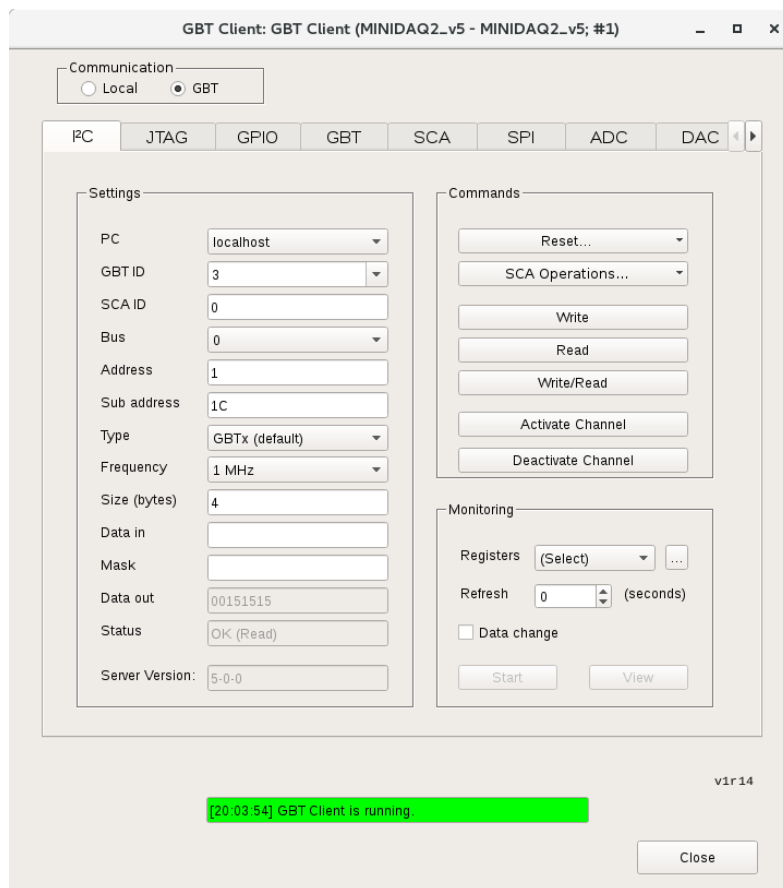 GBT Client: GBT Client (MINIDAQ2_v5 - MINIDAQ2_v5; #1)
Communication
Local GBT
I²C JTAG GPIO GBT SCA SPI ADC DAC
Settings
PC localhost
GBT ID 3
SCA ID 0
Bus 0
Address 1
Sub address 1C
Type GBTx (default)
Frequency 1 MHz
Size (bytes) 4
Data in
Mask
Data out 00151515
Status OK (Read)
Server Version: 5-0-0
Commands
Reset...
SCA Operations...
Write
Read
Write/Read
Activate Channel
Deactivate Channel
Monitoring
Registers (Select) ...
Refresh 0 (seconds)
Data change
Start View
v1r14
[20:03:54] GBT Client is running.
Close